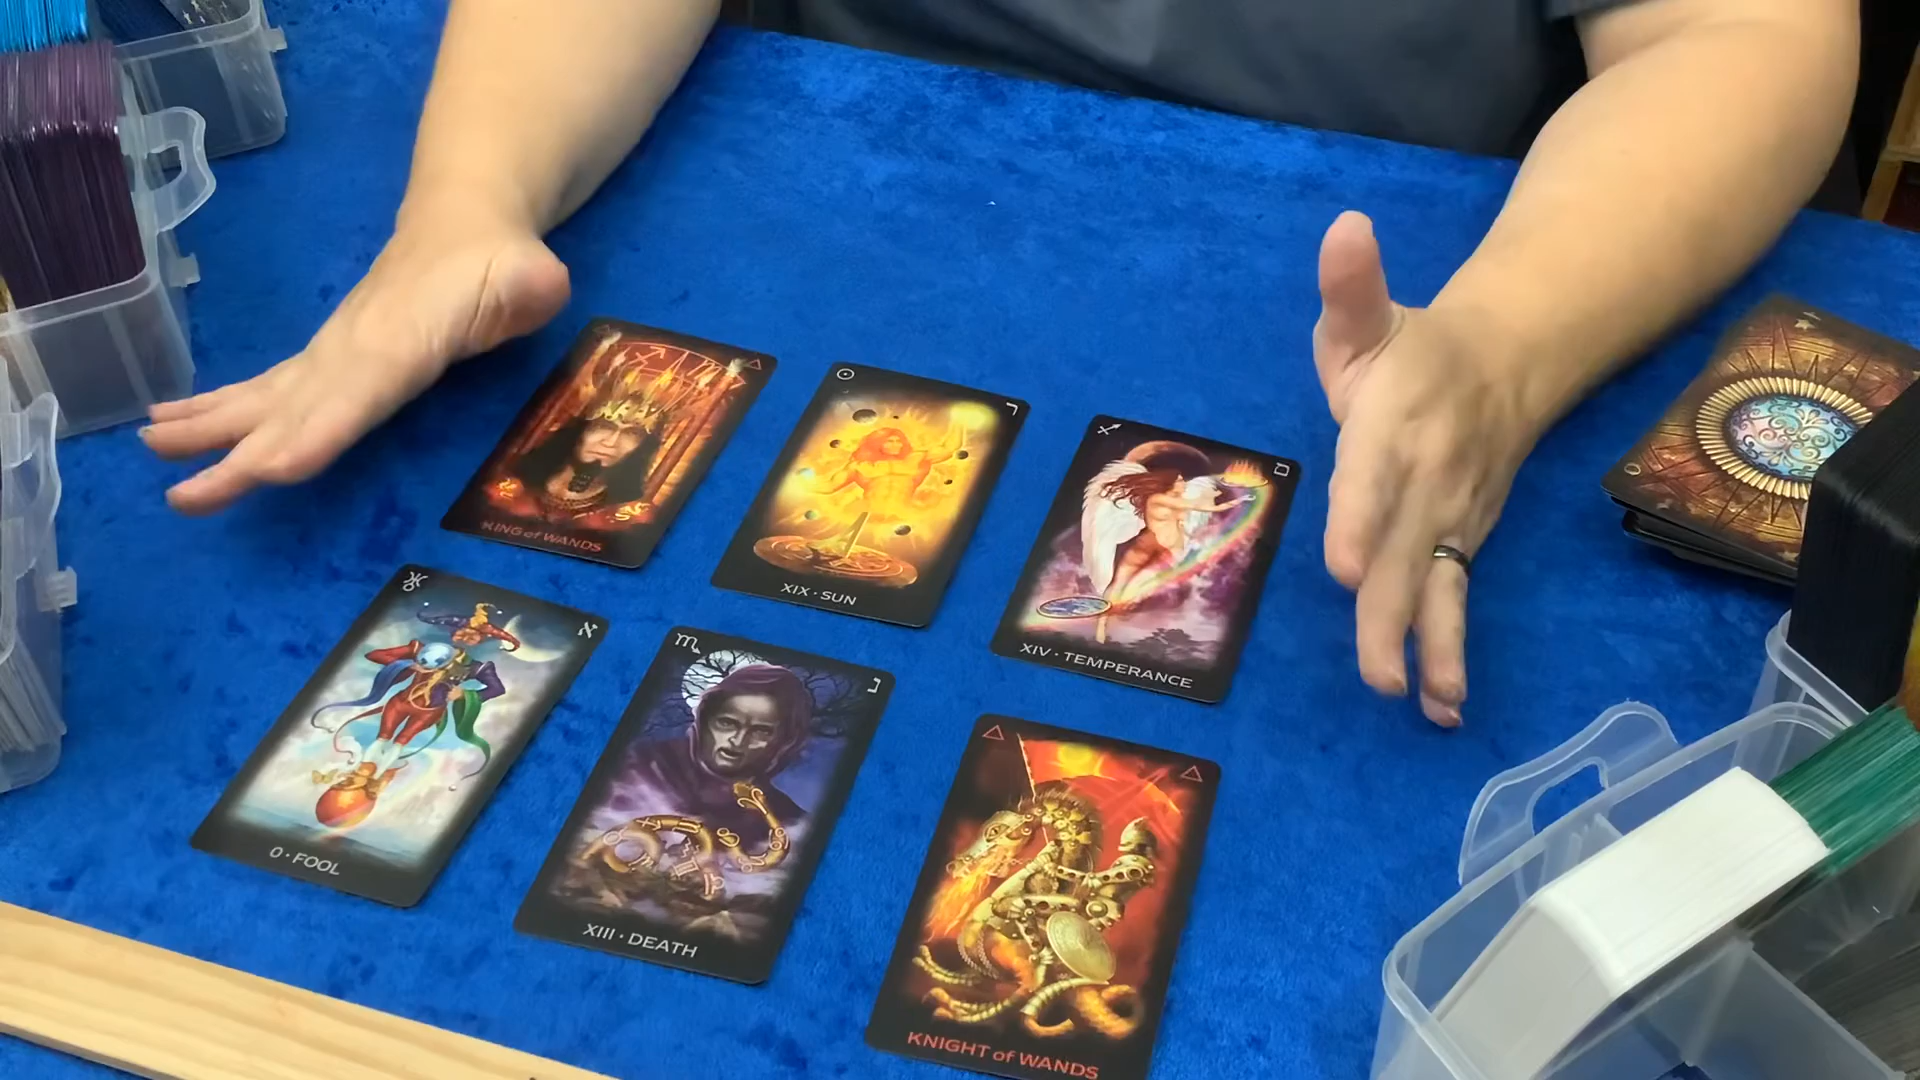 KING of WANDS
XIX · SUN
XIV · TEMPERANCE
0 · FOOL
XIII · DEATH
KNIGHT of WANDS